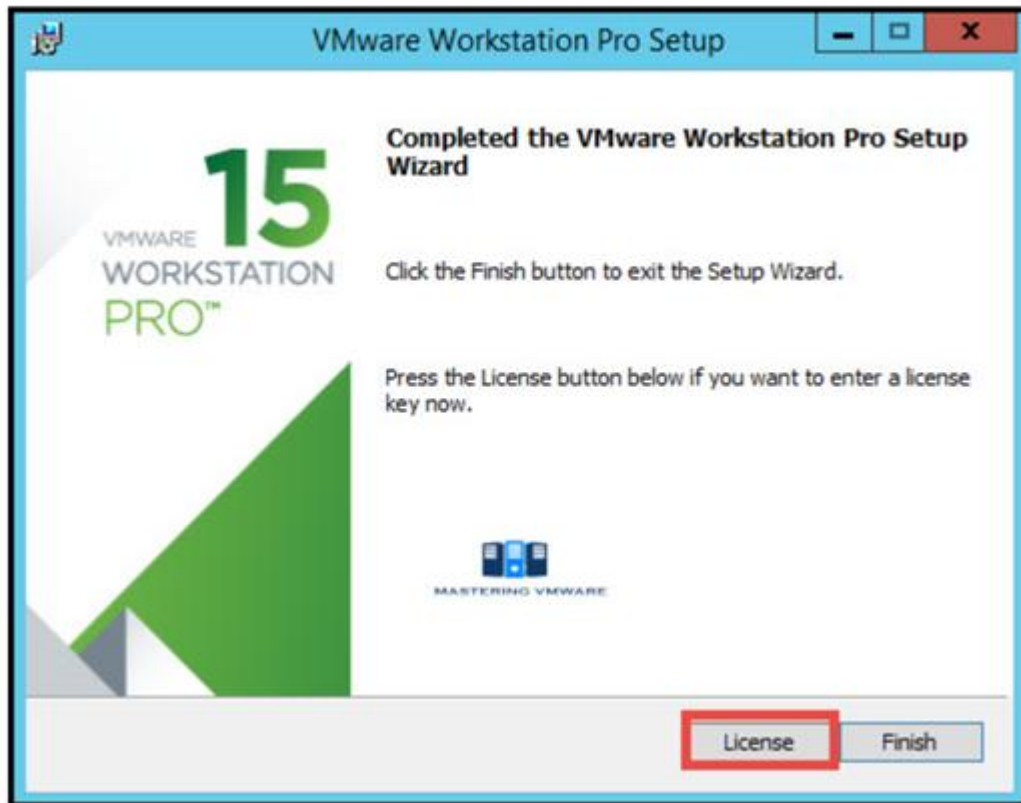 VMware Workstation Pro Setup
Completed the VMware Workstation Pro Setup
Wizard
15
VMWARE
WORKSTATION
PRO™
Click the Finish button to exit the Setup Wizard.
Press the License button below if you want to enter a license
key now.
MASTERING VMWARE
License
Finish